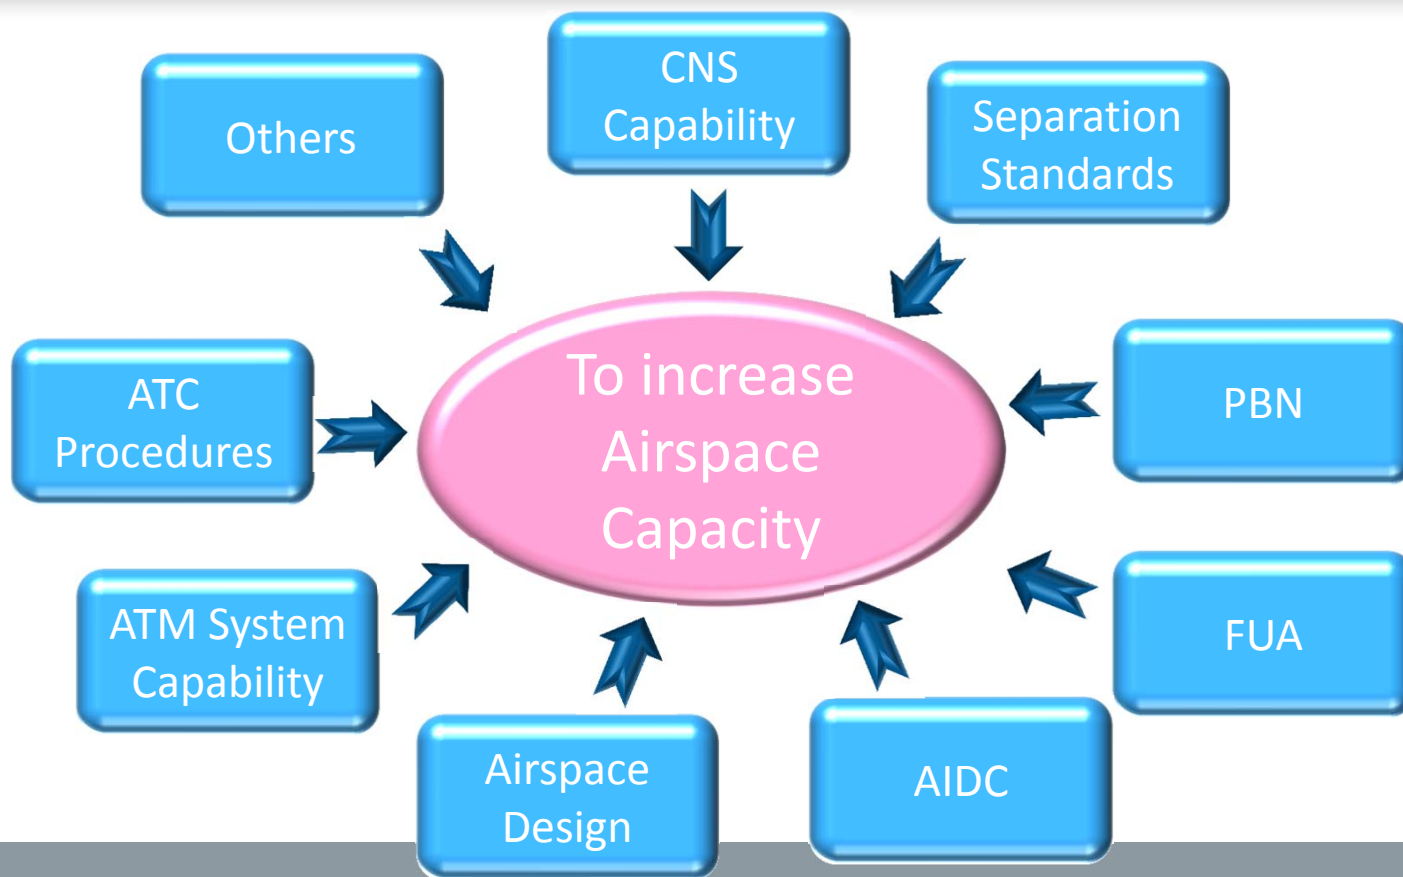 CNS
Capability
Others
Separation
Standards
To increase
Airspace
Capacity
ATC
Procedures
PBN
ATM System
Capability
FUA
Airspace
Design
AIDC